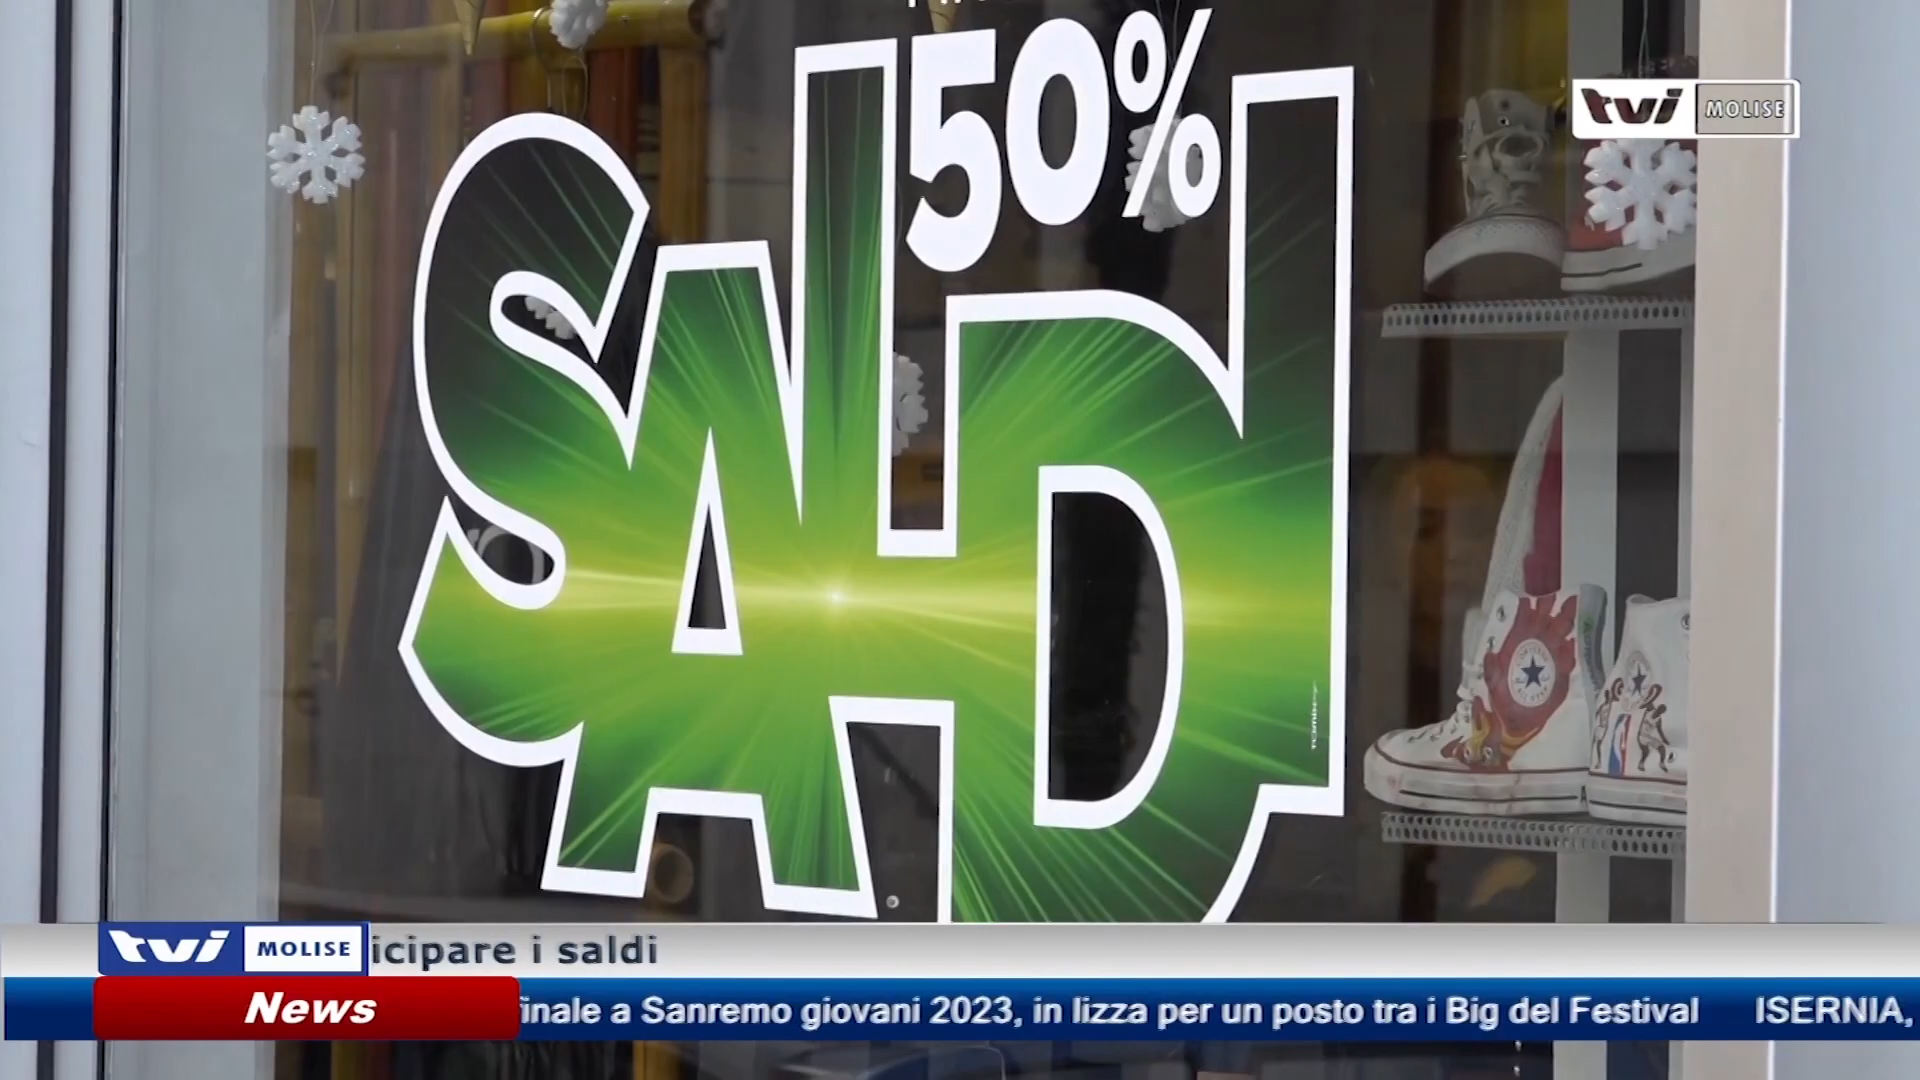 50%
SALDI
tvi MOLISE
tvi MOLISE
icipare i saldi
News
finale a Sanremo giovani 2023, in lizza per un posto tra i Big del Festival ISERNIA,